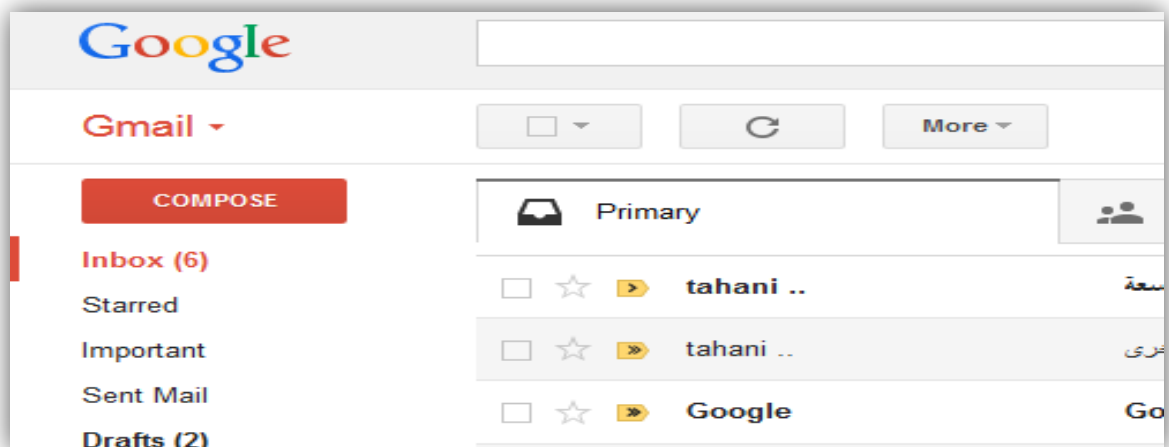 Google
Gmail
More
COMPOSE
Primary
Inbox (6)
Starred
Important
Sent Mail
Drafts (2)
tahani ..
tahani ..
Google Go